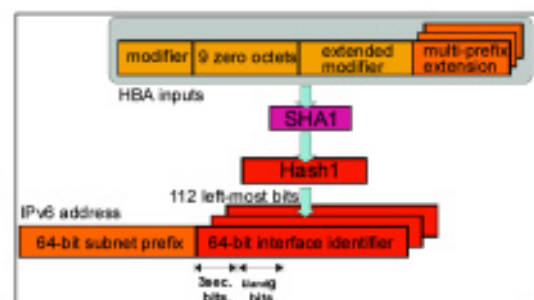 modifier
9 zero octets
extended
modifier
multi-prefix
extension
HBA inputs
SHA1
Hash1
112 left-most bits
IPv6 address
64-bit subnet prefix
64-bit interface identifier
3sec.
bits.
bits